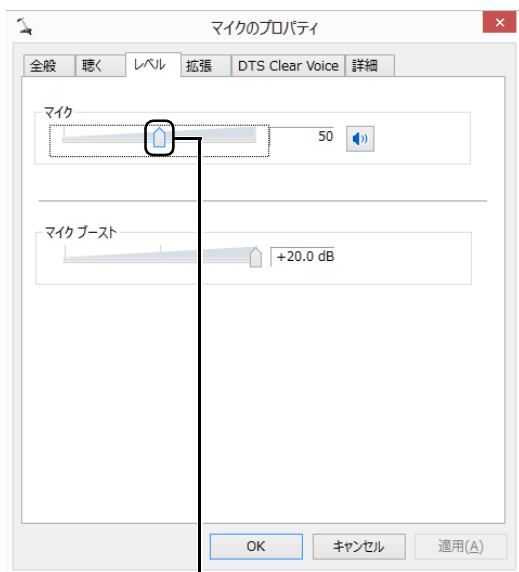 マイクのプロパティ
全般 聴く レベル 拡張 DTS Clear Voice 詳細
マイク
50
マイク ブースト
+20.0 dB
OK キャンセル 適用(A)